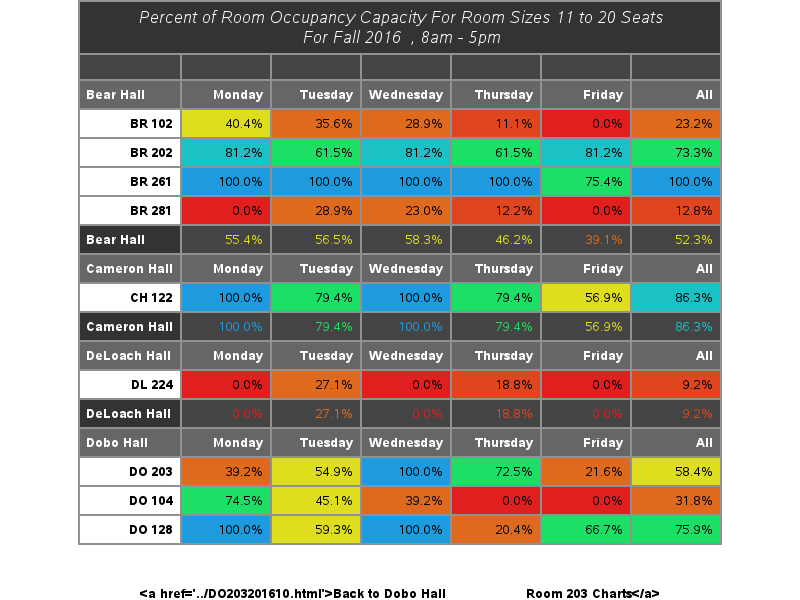 Percent of Room Occupancy Capacity For Room Sizes 11 to 20 Seats
For Fall 2016 , 8am - 5pm
Bear Hall Monday Tuesday Wednesday Thursday Friday All
BR 102 40.4% 35.6% 28.9% 11.1% 0.0% 23.2%
BR 202 81.2% 61.5% 81.2% 61.5% 81.2% 73.3%
BR 261 100.0% 100.0% 100.0% 100.0% 75.4% 100.0%
BR 281 0.0% 28.9% 23.0% 12.2% 0.0% 12.8%
Bear Hall 55.4% 56.5% 58.3% 46.2% 39.1% 52.3%
Cameron Hall Monday Tuesday Wednesday Thursday Friday All
CH 122 100.0% 79.4% 100.0% 79.4% 56.9% 86.3%
Cameron Hall 100.0% 79.4% 100.0% 79.4% 56.9% 86.3%
DeLoach Hall Monday Tuesday Wednesday Thursday Friday All
DL 224 0.0% 27.1% 0.0% 18.8% 0.0% 9.2%
DeLoach Hall 0.0% 27.1% 0.0% 18.8% 0.0% 9.2%
Dobo Hall Monday Tuesday Wednesday Thursday Friday All
DO 203 39.2% 54.9% 100.0% 72.5% 21.6% 58.4%
DO 104 74.5% 45.1% 39.2% 0.0% 0.0% 31.8%
DO 128 100.0% 59.3% 100.0% 20.4% 66.7% 75.9%
<a href='../DO203201610.html'>Back to Dobo Hall Room 203 Charts</a>